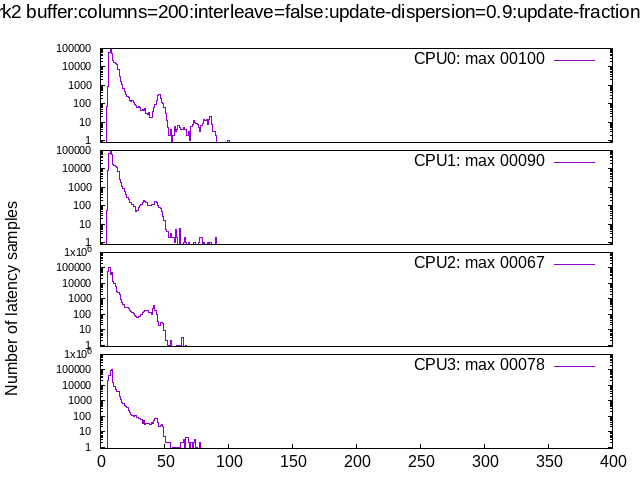 rk2 buffer:columns=200:interleave=false:update-dispersion=0.9:update-fraction
Number of latency samples
CPU0: max 00100
100000
10000
1000
100
10
1
CPU1: max 00090
100000
10000
1000
100
10
1
CPU2: max 00067
1x10^6
100000
10000
1000
100
10
1
CPU3: max 00078
1x10^6
100000
10000
1000
100
10
1
0 50 100 150 200 250 300 350 400